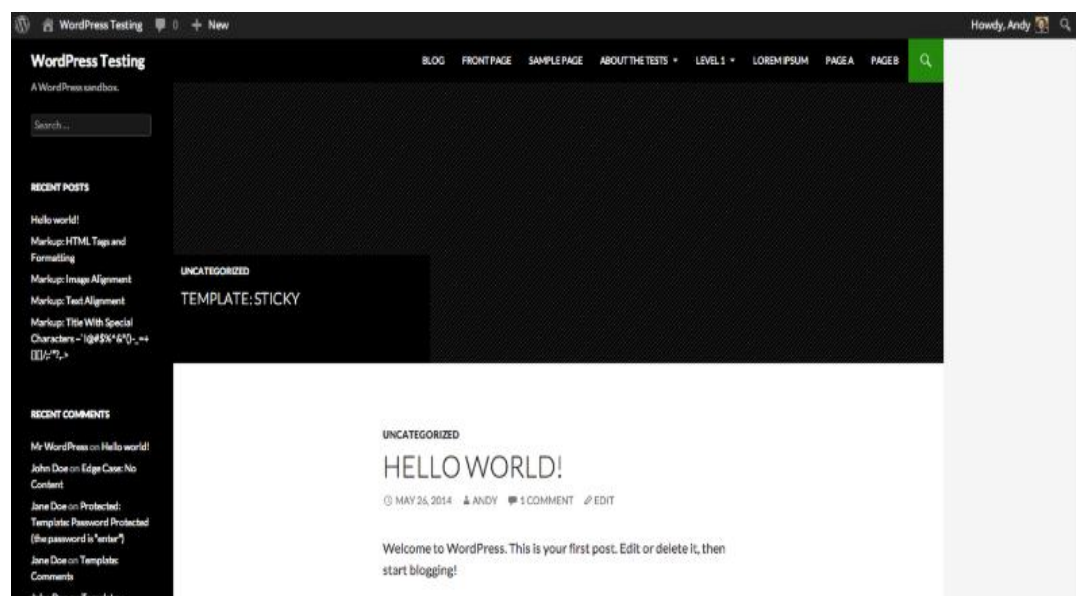 WordPress Testing 0 + New Howdy, Andy
WordPress Testing
BLOG FRONT PAGE SAMPLE PAGE ABOUT THE TESTS LEVEL 1 LOREM IPSUM PAGE A PAGE B
A WordPress sandbox.
Search ...
RECENT POSTS
Hello world!
Markup: HTML Tags and
Formatting
Markup: Image Alignment
Markup: Text Alignment
Markup: Title With Special
Characters
RECENT COMMENTS
Mr WordPress on Hello world!
John Doe on Edge Case: No
Content
Jane Doe on Protected:
Template: Password Protected
(the password is "enter")
Jane Doe on Template:
Comments
UNCATEGORIZED
TEMPLATE: STICKY
UNCATEGORIZED
HELLO WORLD!
MAY 26, 2014 ANDY 1 COMMENT EDIT
Welcome to WordPress. This is your first post. Edit or delete it, then
start blogging!